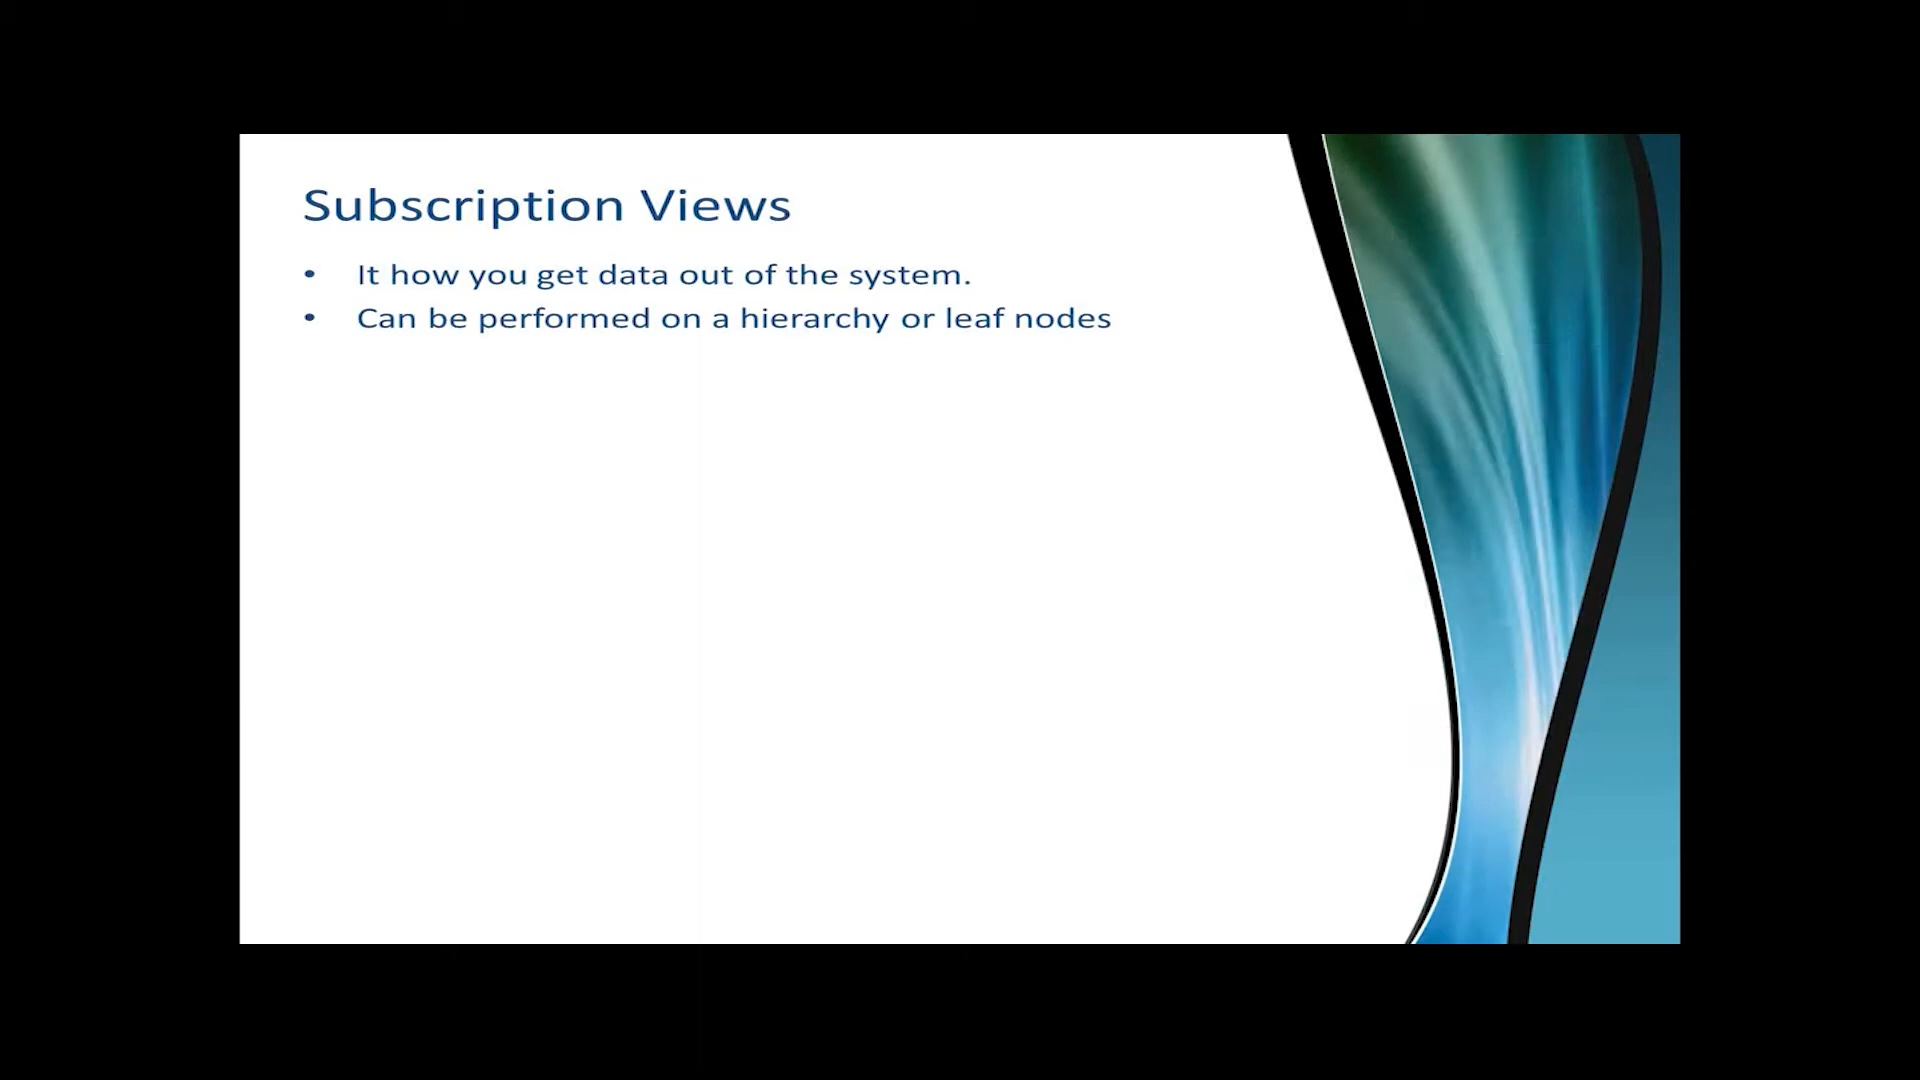 Subscription Views
• It how you get data out of the system.
• Can be performed on a hierarchy or leaf nodes